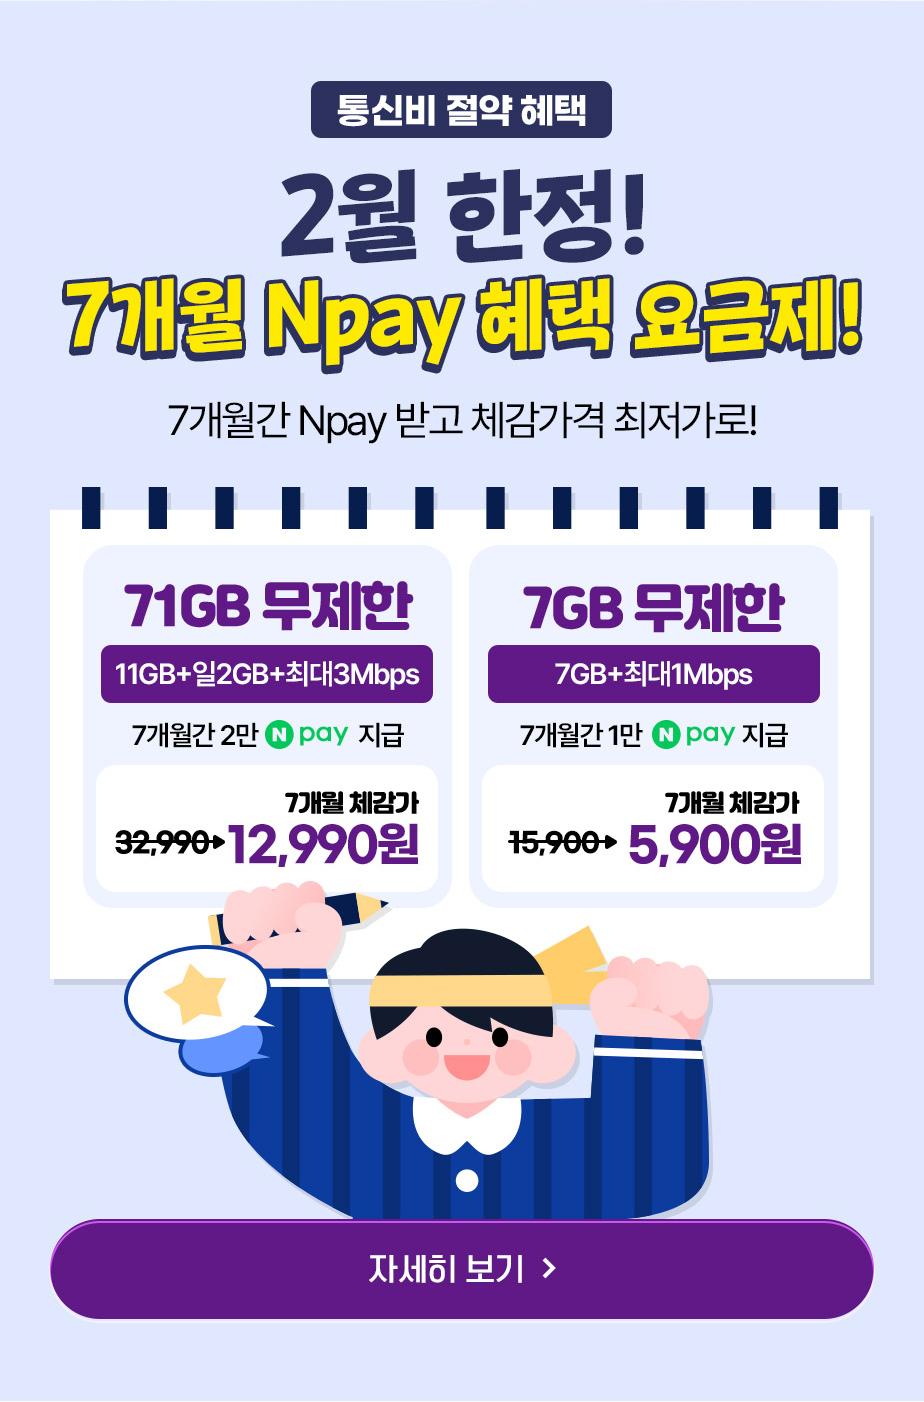 통신비 절약 혜택
2월 한정!
7개월 Npay 혜택 요금제!
7개월간 Npay 받고 체감가격 최저가로!
71GB 무제한
11GB+일2GB+최대3Mbps
7개월간 2만 N pay 지급
7개월 체감가
32,990 12,990원
7GB 무제한
7GB+최대1Mbps
7개월간 1만 N pay 지급
7개월 체감가
15,900 5,900원
자세히 보기 >